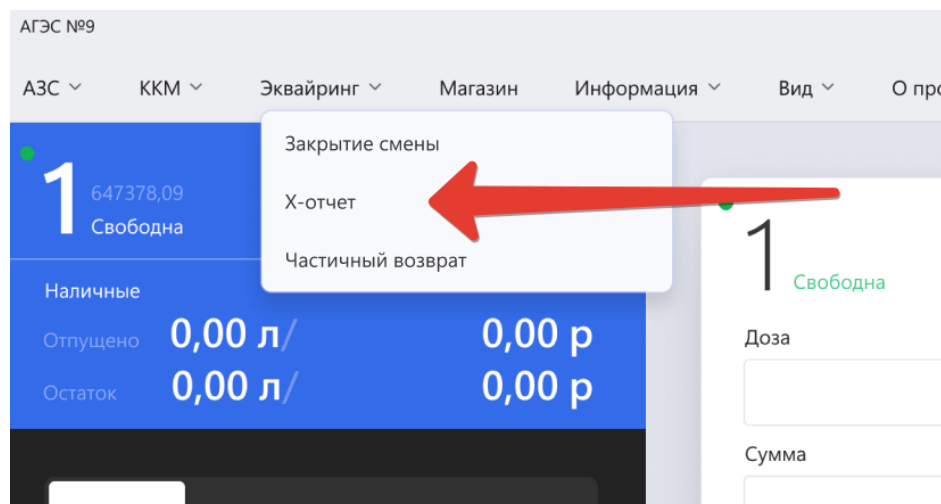 АГЭС №9
АЗС ККМ Эквайринг Магазин Информация Вид О про
Закрытие смены
Х-отчет
Частичный возврат
1 647378,09
Свободна
Наличные
Отпущено 0,00 л/ 0,00 р
Остаток 0,00 л/ 0,00 р
1 Свободна
Доза
Сумма